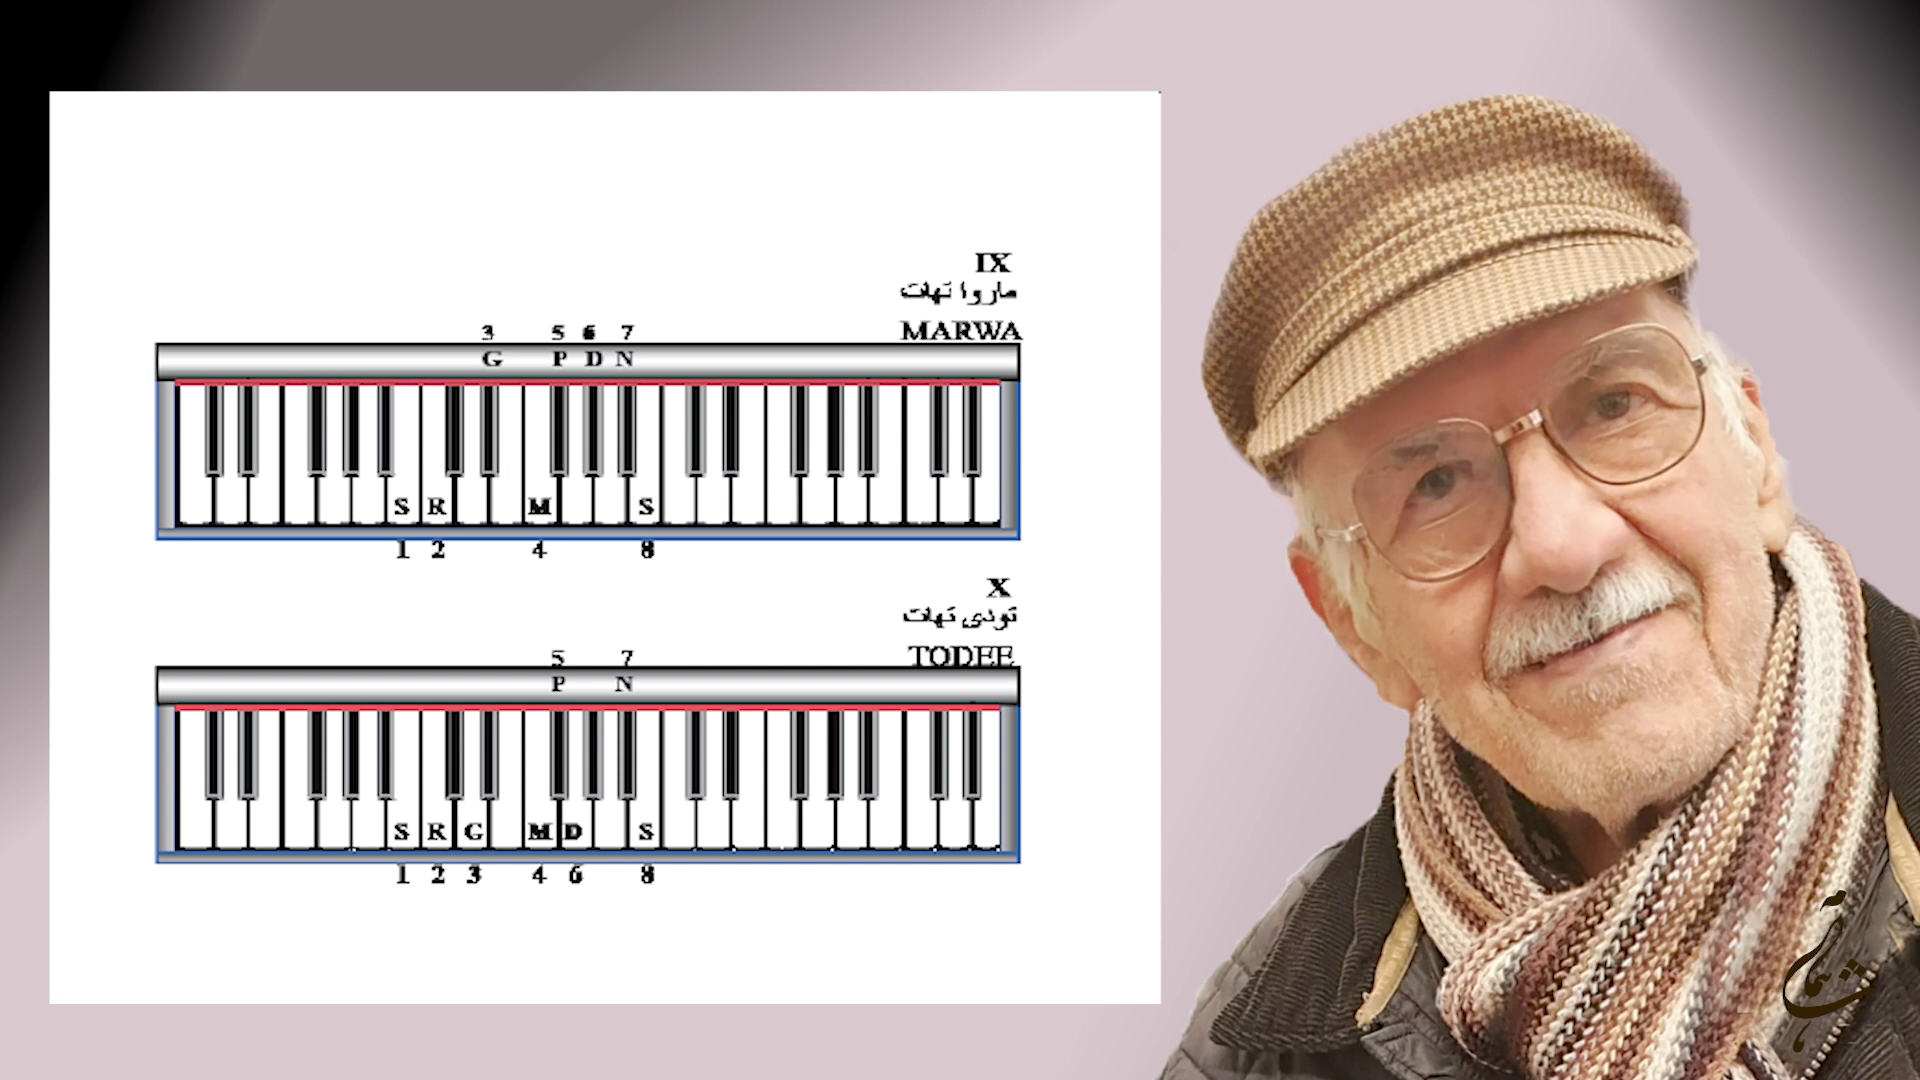 IX
ماروا تهات
MARWA
3 5 6 7
G P D N
S R M S
1 2 4 8
X
تودی تهات
TODEE
5 7
P N
S R G M D S
1 2 3 4 6 8